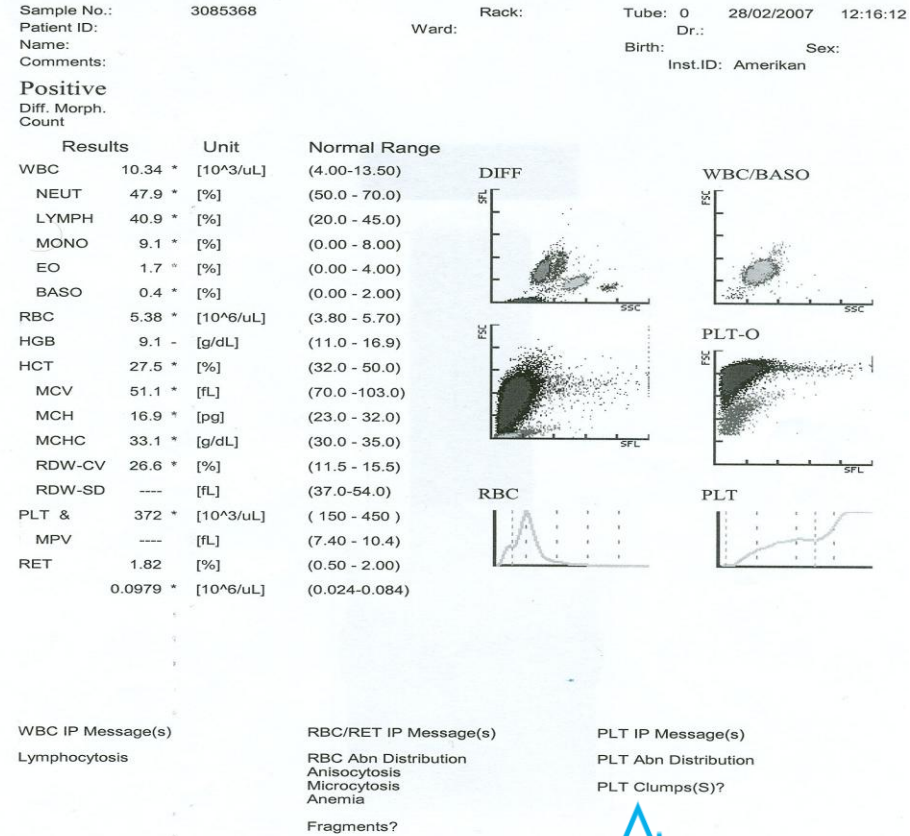 Sample No.: 3085368 Rack: Tube: 0 28/02/2007 12:16:12
Patient ID: Ward: Dr.:
Name: Birth: Sex:
Comments: Inst.ID: Amerikan
Positive
Diff. Morph.
Count
Results Unit Normal Range
WBC 10.34 * [10^3/uL] (4.00-13.50)
NEUT 47.9 * [%] (50.0 - 70.0)
LYMPH 40.9 * [%] (20.0 - 45.0)
MONO 9.1 * [%] (0.00 - 8.00)
EO 1.7 * [%] (0.00 - 4.00)
BASO 0.4 * [%] (0.00 - 2.00)
RBC 5.38 * [10^6/uL] (3.80 - 5.70)
HGB 9.1 - [g/dL] (11.0 - 16.9)
HCT 27.5 * [%] (32.0 - 50.0)
MCV 51.1 * [fL] (70.0 -103.0)
MCH 16.9 * [pg] (23.0 - 32.0)
MCHC 33.1 * [g/dL] (30.0 - 35.0)
RDW-CV 26.6 * [%] (11.5 - 15.5)
RDW-SD ---- [fL] (37.0-54.0)
PLT & 372 * [10^3/uL] ( 150 - 450 )
MPV ---- [fL] (7.40 - 10.4)
RET 1.82 [%] (0.50 - 2.00)
0.0979 * [10^6/uL] (0.024-0.084)
DIFF WBC/BASO
SFL FSC
SSC SSC
PLT-O
FSC FSC
SFL SFL
RBC PLT
WBC IP Message(s) RBC/RET IP Message(s) PLT IP Message(s)
Lymphocytosis RBC Abn Distribution PLT Abn Distribution
Anisocytosis
Microcytosis PLT Clumps(S)?
Anemia
Fragments?